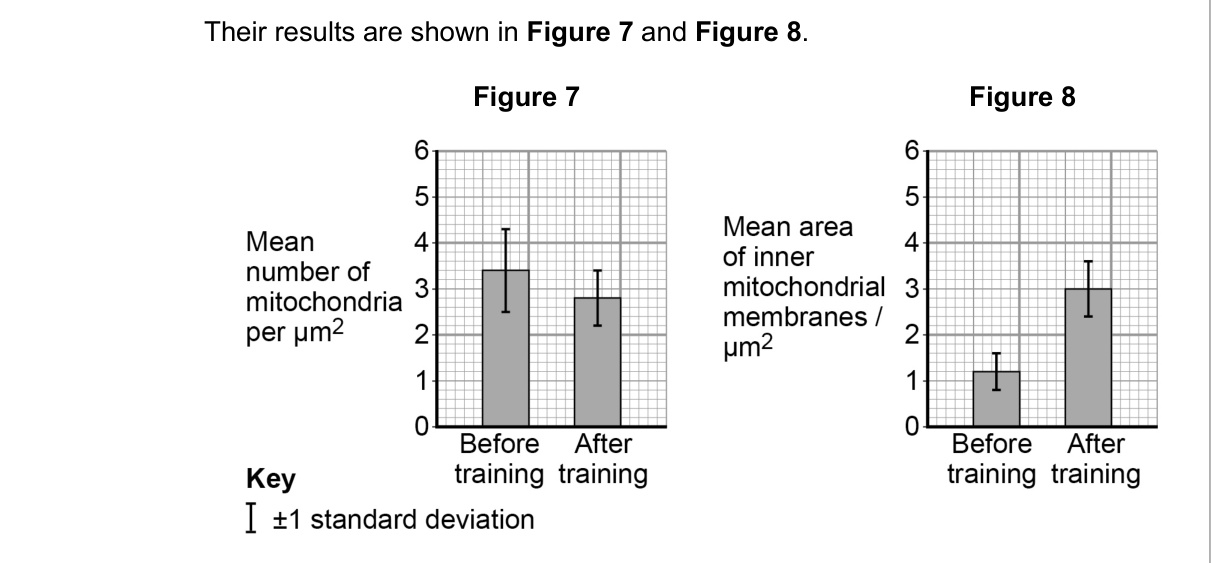 Their results are shown in Figure 7 and Figure 8.
Figure 7
6
5
4
3
2
1
0
Mean
number of
mitochondria
per µm2
Before
training
After
training
Key
±1 standard deviation
Figure 8
6
5
4
3
2
1
0
Mean area
of inner
mitochondrial
membranes /
µm2
Before
training
After
training